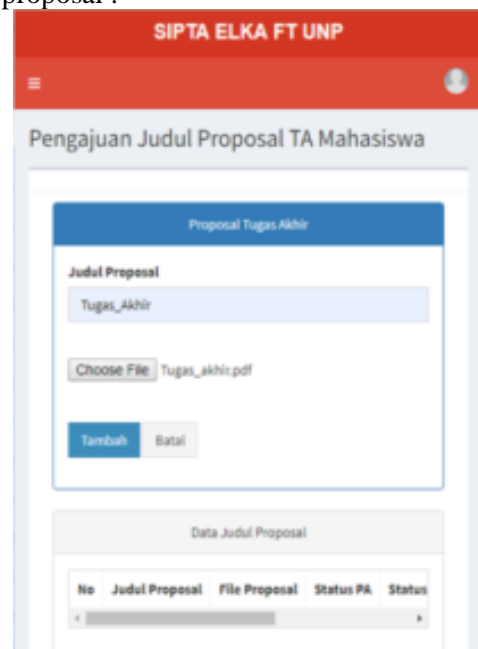 proposal :
SIPTA ELKA FT UNP
Pengajuan Judul Proposal TA Mahasiswa
Proposal Tugas Akhir
Judul Proposal
Tugas_Akhir
Choose File Tugas_akhir.pdf
Tambah Batal
Data Judul Proposal
No Judul Proposal File Proposal Status PA Status